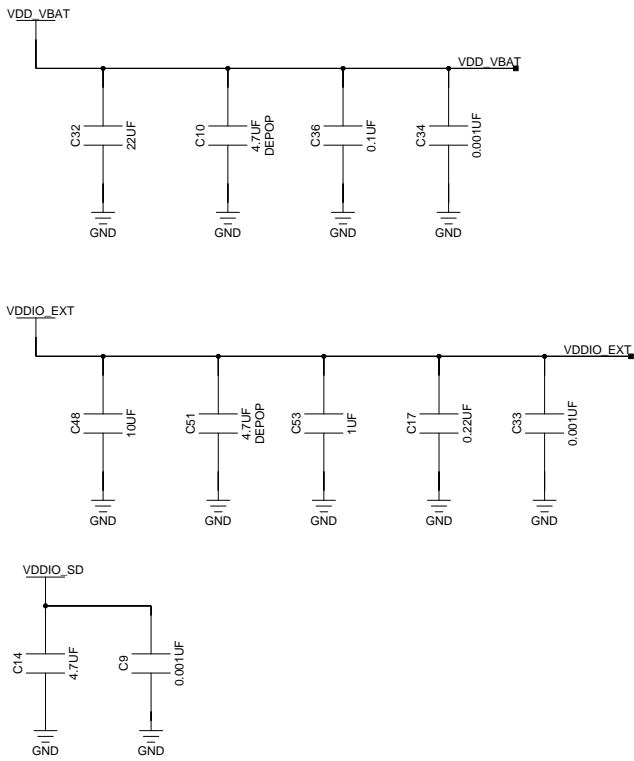 VDD_VBAT
VDD_VBAT
C32
22UF
C10
4.7UF
DEPOP
C36
0.1UF
C34
0.001UF
GND
GND
GND
GND
VDDIO_EXT
VDDIO_EXT
C48
10UF
C51
4.7UF
DEPOP
C53
1UF
C17
0.22UF
C33
0.001UF
GND
GND
GND
GND
GND
VDDIO_SD
C14
4.7UF
C9
0.001UF
GND
GND